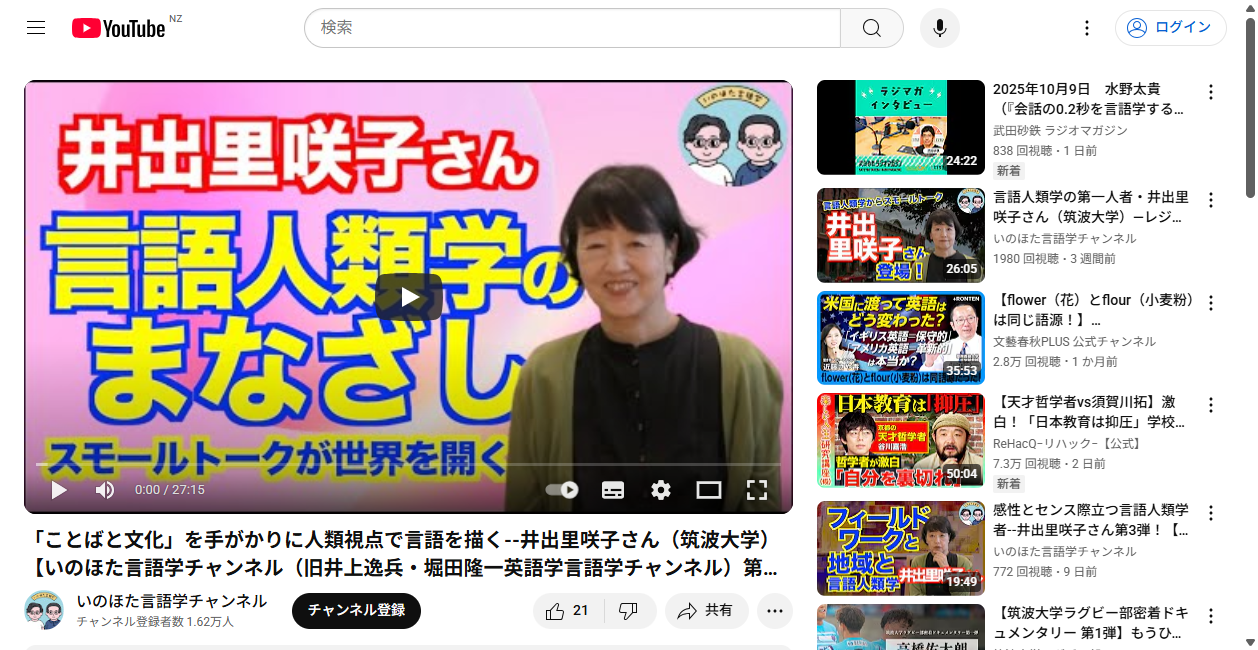 YouTube NZ
検索
ログイン
いのほた言語学
井出里咲子さん
言語人類学の
まなざし
スモールトークが世界を開く
0:00 / 27:15
「ことばと文化」を手がかりに人類視点で言語を描く--井出里咲子さん（筑波大学）
【いのほた言語学チャンネル（旧井上逸兵・堀田隆一英語学言語学チャンネル）第...
いのほた言語学チャンネル
チャンネル登録者数 1.62万人
チャンネル登録
21
共有
ラジマガ
インタビュー
24:22
2025年10月9日　水野太貴
（『会話の0.2秒を言語学する...
武田砂鉄 ラジオマガジン
838 回視聴・1 日前
新着
言語人類学からスモールトーク
井出
里咲子さん
登場！
26:05
言語人類学の第一人者・井出里
咲子さん（筑波大学）—レジ...
いのほた言語学チャンネル
1980 回視聴・3 週間前
米国に渡って英語は
+RONTEN
どう変わった？
「イギリス英語＝保守的」
「アメリカ英語＝革新的」
は本当か？
35:53
【flower（花）とflour（小麦粉）
は同じ語源！】...
文藝春秋PLUS 公式チャンネル
2.8万 回視聴・1 か月前
日本教育は「抑圧」
京都の
天才哲学者
谷川嘉浩
哲学者が激白
「自分を裏切れ」
50:04
【天才哲学者vs須賀川拓】激
白！「日本教育は抑圧」学校...
ReHacQ−リハック−【公式】
7.3万 回視聴・2 日前
新着
フィールド
ワークと
地域と
言語人類学
井出里咲子さん
19:49
感性とセンス際立つ言語人類学
者--井出里咲子さん第3弾！【...
いのほた言語学チャンネル
772 回視聴・9 日前
【筑波大学ラグビー部密着ドキ
ュメンタリー 第1弾】もうひ...